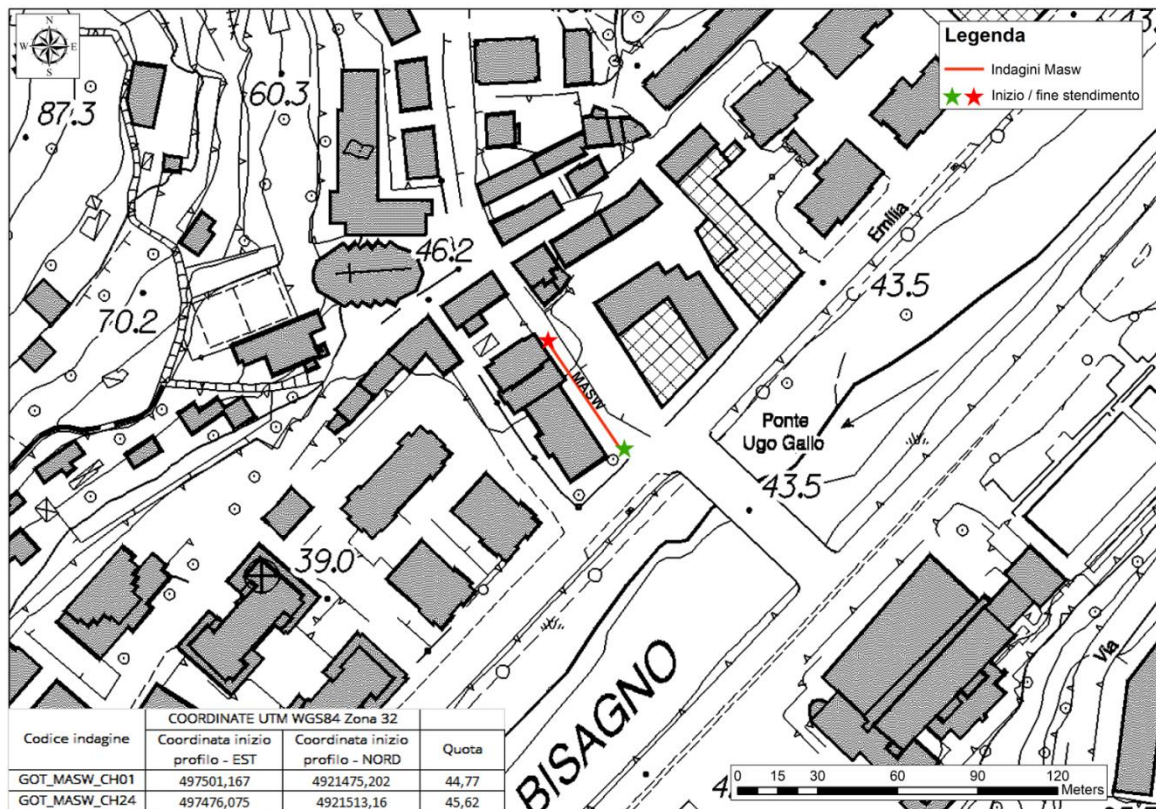 N
W E
S
87.3
60.3
43.
Legenda
Indagini Masw
Inizio / fine stendimento
46.2
Emilia
43.5
70.2
MASW
Ponte
Ugo Gallo
43.5
39.0
BISAGNO
Via
COORDINATE UTM WGS84 Zona 32
Codice indagine
Coordinata inizio profilo - EST
Coordinata inizio profilo - NORD
Quota
GOT_MASW_CH01 497501,167 4921475,202 44,77
GOT_MASW_CH24 497476,075 4921513,16 45,62
0 15 30 60 90 120
Meters